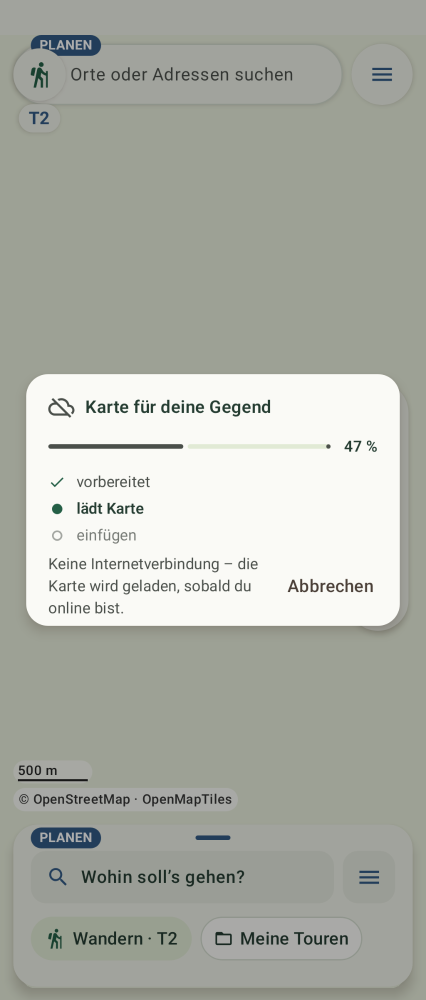 PLANEN
Orte oder Adressen suchen
T2
Karte für deine Gegend
47 %
vorbereitet
lädt Karte
einfügen
Keine Internetverbindung – die
Karte wird geladen, sobald du
online bist.
Abbrechen
500 m
© OpenStreetMap · OpenMapTiles
PLANEN
Wohin soll’s gehen?
Wandern · T2
Meine Touren